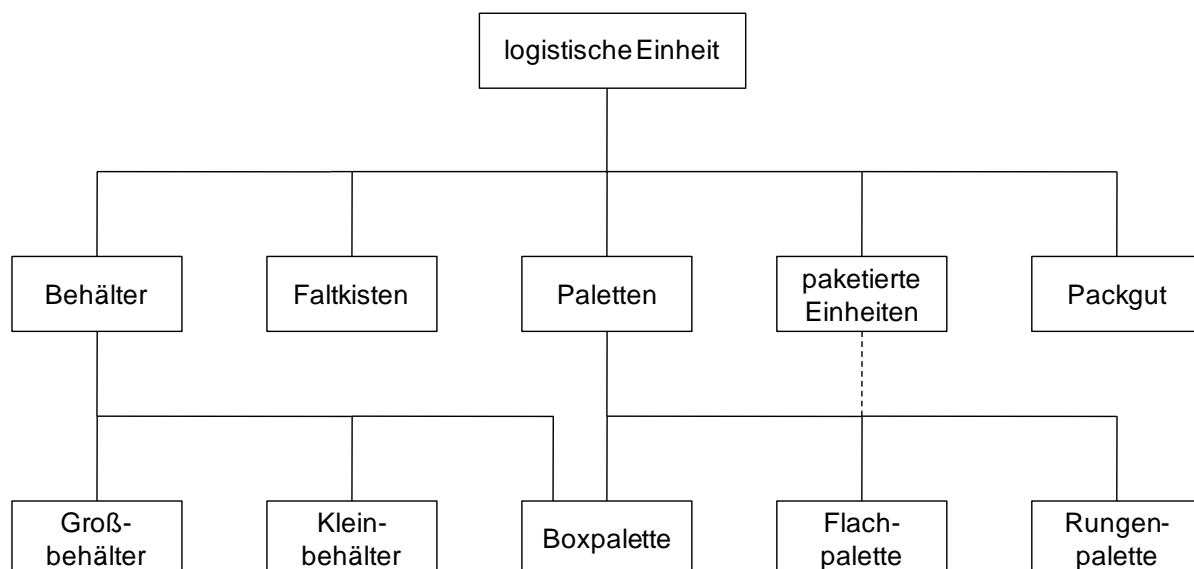 logistische Einheit
Behälter
Faltkisten
Paletten
paketierte
Einheiten
Packgut
Groß-
behälter
Klein-
behälter
Boxpalette
Flach-
palette
Rungen-
palette